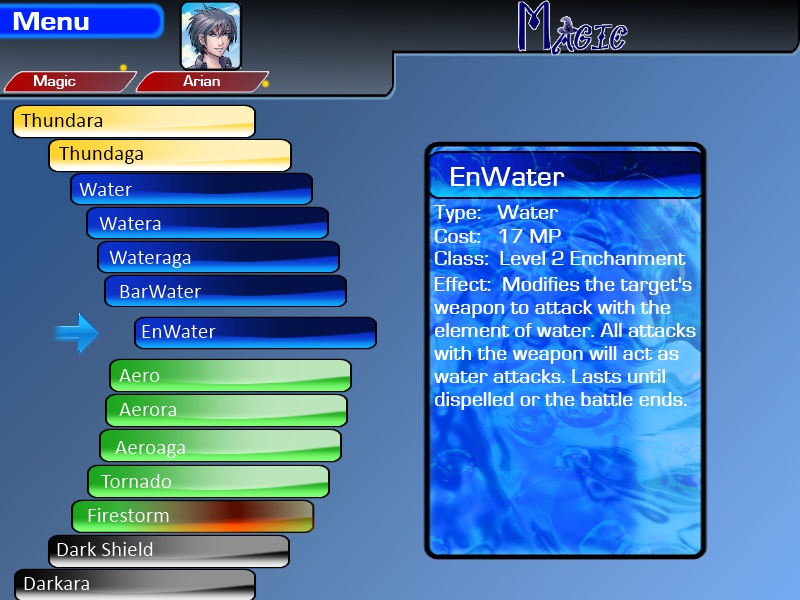 Menu
Magic
Magic
Arian
Thundara
Thundaga
Water
Watera
Wateraga
BarWater
EnWater
Aero
Aerora
Aeroaga
Tornado
Firestorm
Dark Shield
Darkara
EnWater
Type: Water
Cost: 17 MP
Class: Level 2 Enchanment
Effect: Modifies the target's
weapon to attack with the
element of water. All attacks
with the weapon will act as
water attacks. Lasts until
dispelled or the battle ends.